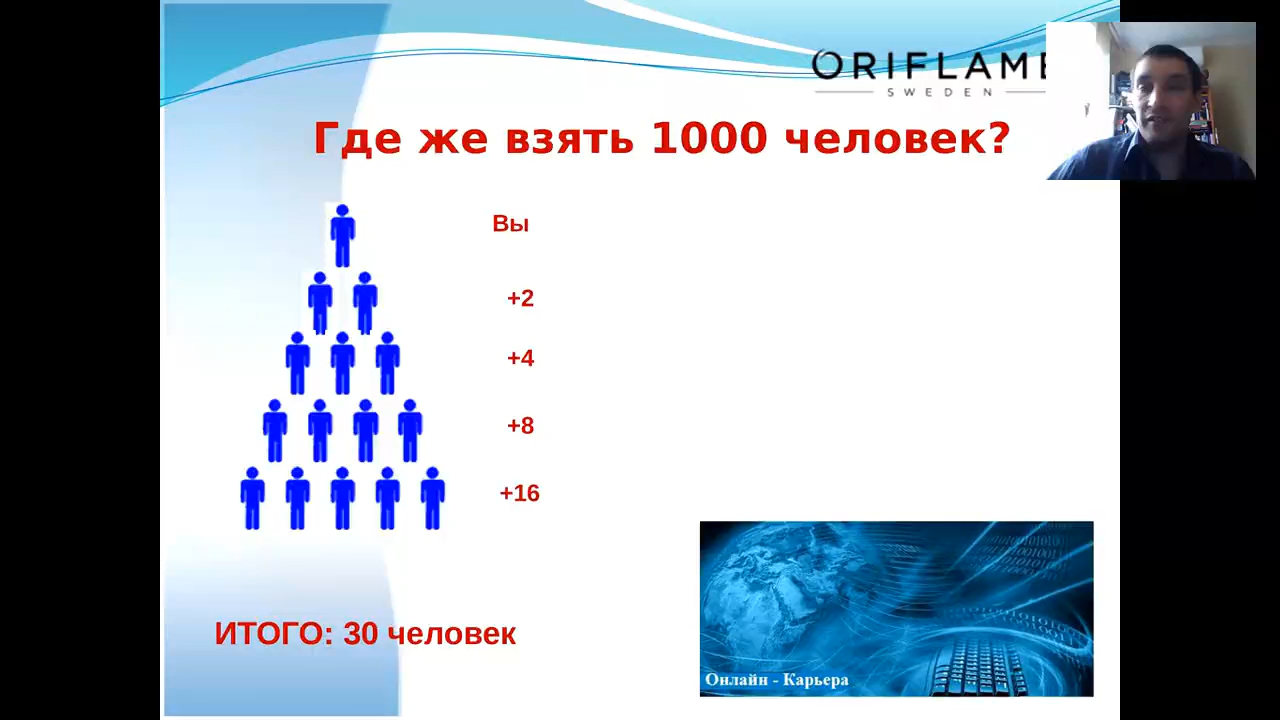 ORIFLAME
SWEDEN
Где же взять 1000 человек?
Вы
+2
+4
+8
+16
ИТОГО: 30 человек
Онлайн - Карьера